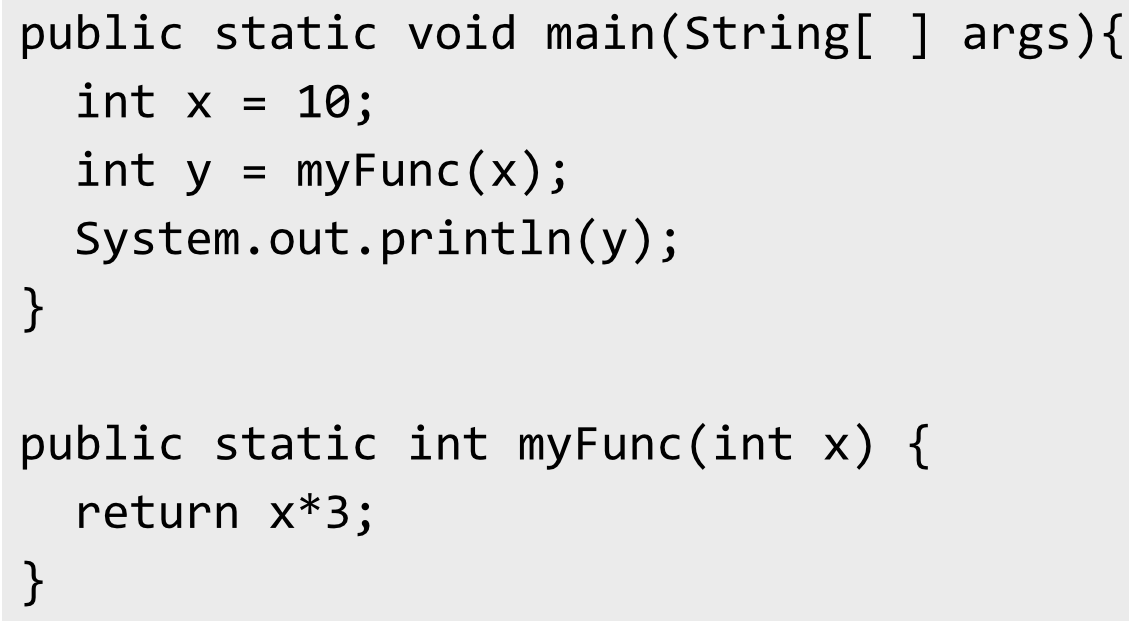 public static void main(String[ ] args){
  int x = 10;
  int y = myFunc(x);
  System.out.println(y);
}

public static int myFunc(int x) {
  return x*3;
}